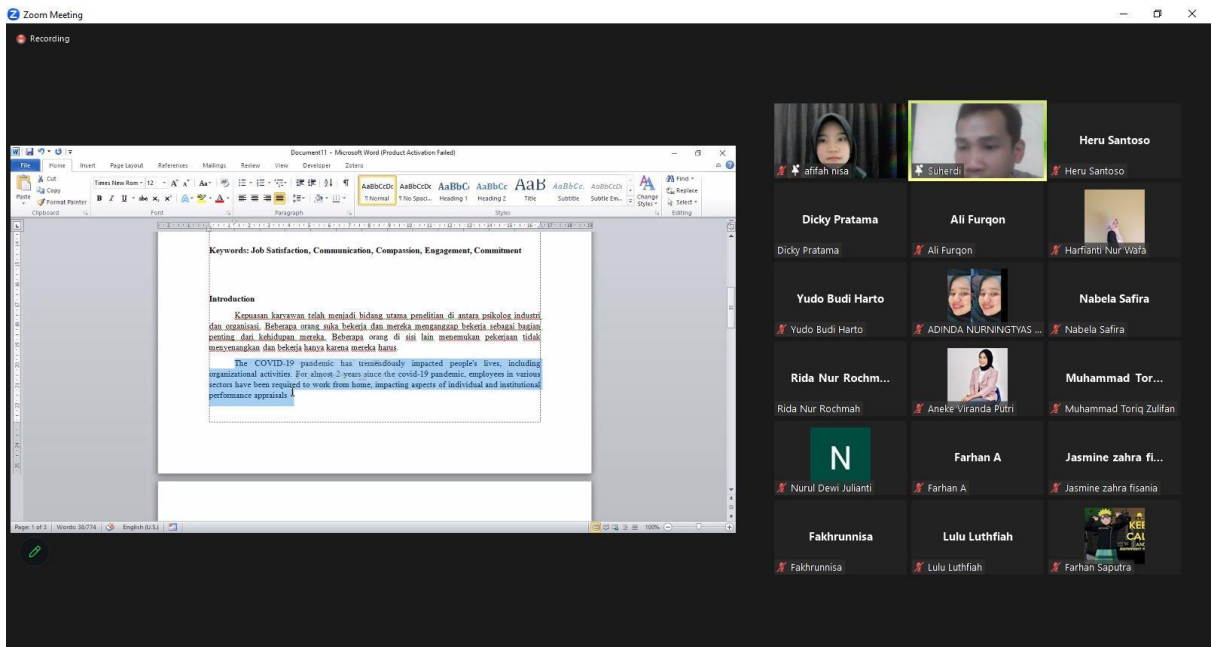 Zoom Meeting
Recording
Document11 - Microsoft Word (Product Activation Failed)
File Home Insert Page Layout References Mailings Review View Developer Zotero
Cut
Copy
Format Painter
Paste
Clipboard
Times New Rom 12
Font
Paragraph
AaBbCcDc AaBbCcDc AaBbC AaBbCc AaB AaBbCc. AaBbCcDi
Normal No Spaci... Heading 1 Heading 2 Title Subtitle Subtle Em...
Change Styles
Styles
Find
Replace
Select
Editing
Keywords: Job Satisfaction, Communication, Compassion, Engagement, Commitment
Introduction
Kepuasan karyawan telah menjadi bidang utama penelitian di antara psikolog industri
dan organisasi. Beberapa orang suka bekerja dan mereka menganggap bekerja sebagai bagian
penting dari kehidupan mereka. Beberapa orang di sisi lain menemukan pekerjaan tidak
menyenangkan dan bekerja hanya karena mereka harus.
The COVID-19 pandemic has tremendously impacted people's lives, including
organizational activities. For almost 2 years since the covid-19 pandemic, employees in various
sectors have been required to work from home, impacting aspects of individual and institutional
performance appraisals
Page: 1 of 3 Words: 38/774 English (U.S.) 100%
afifah nisa
Suherdi
Heru Santoso
Heru Santoso
Dicky Pratama
Dicky Pratama
Ali Furqon
Ali Furqon
Harfianti Nur Wafa
Yudo Budi Harto
Yudo Budi Harto
ADINDA NURNINGTYAS ...
Nabela Safira
Nabela Safira
Rida Nur Rochm...
Rida Nur Rochmah
Aneke Viranda Putri
Muhammad Tor...
Muhammad Toriq Zulifan
N
Nurul Dewi Julianti
Farhan A
Farhan A
Jasmine zahra fi...
Jasmine zahra fisania
Fakhrunnisa
Fakhrunnisa
Lulu Luthfiah
Lulu Luthfiah
Farhan Saputra